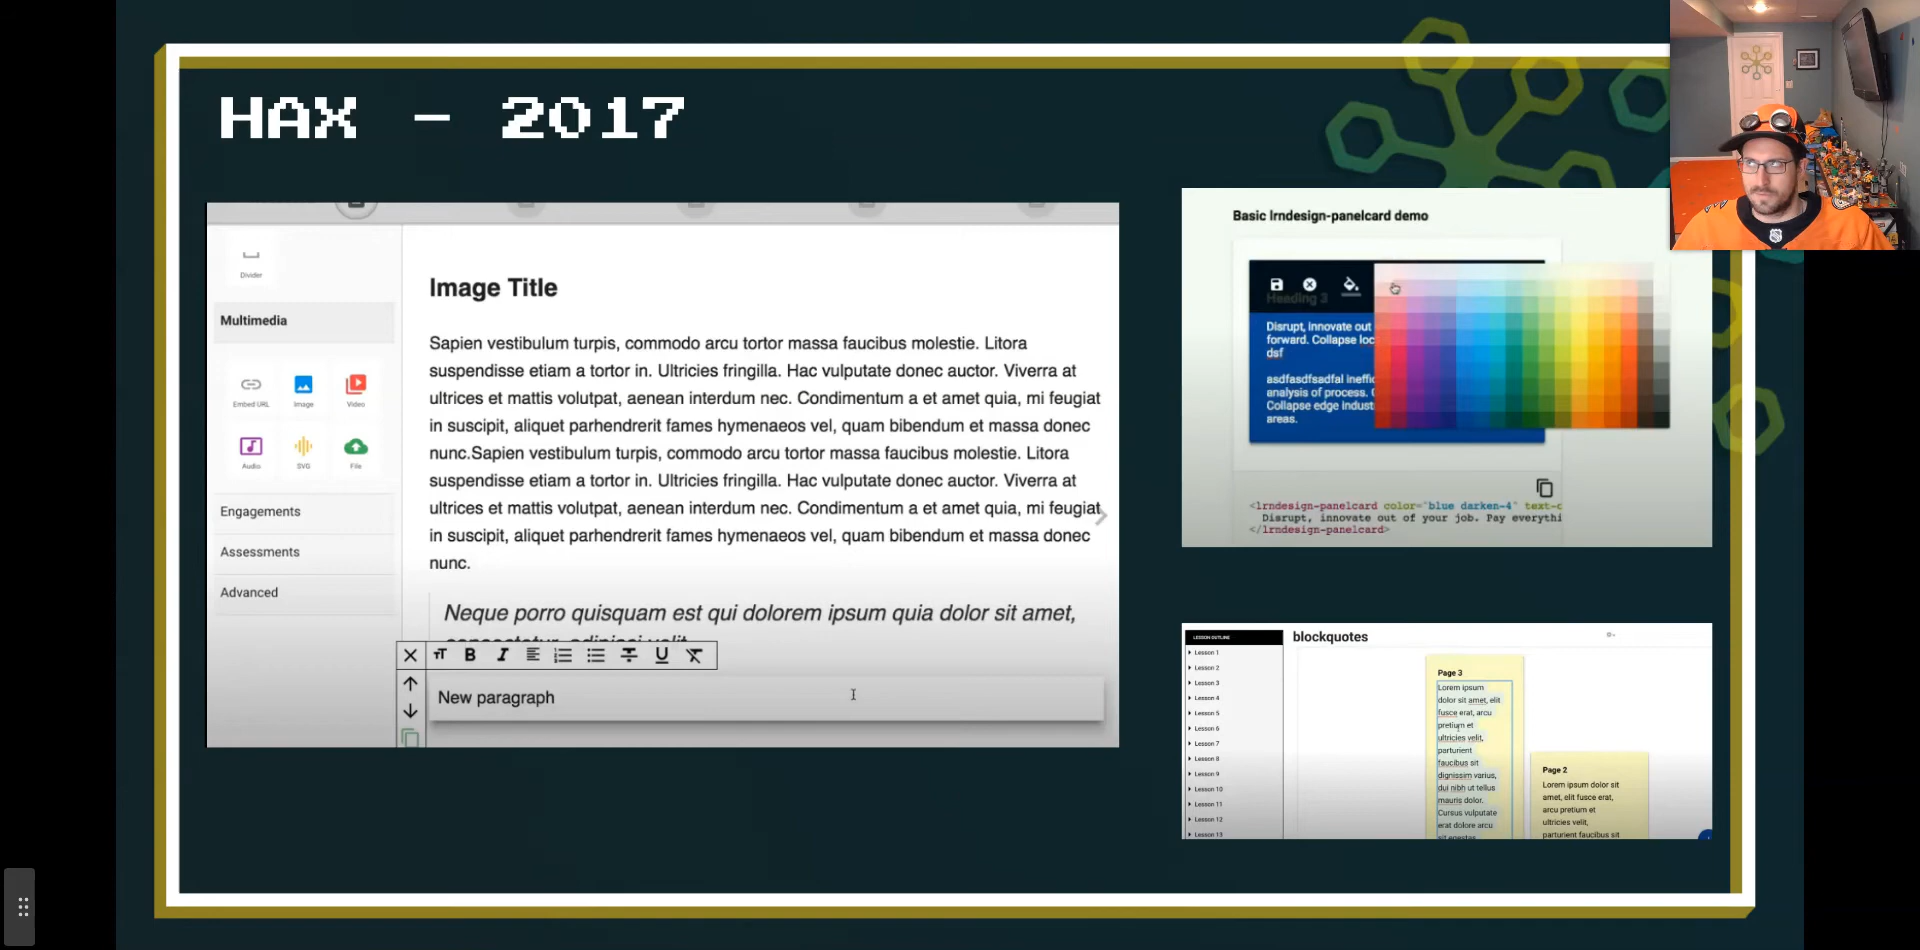 HAX - 2017
Divider
Multimedia
Embed URL
Image
Video
Audio
SVG
File
Engagements
Assessments
Advanced
Image Title
Sapien vestibulum turpis, commodo arcu tortor massa faucibus molestie. Litora
suspendisse etiam a tortor in. Ultricies fringilla. Hac vulputate donec auctor. Viverra at
ultrices et mattis volutpat, aenean interdum nec. Condimentum a et amet quia, mi feugiat
in suscipit, aliquet parhendrerit fames hymenaeos vel, quam bibendum et massa donec
nunc.Sapien vestibulum turpis, commodo arcu tortor massa faucibus molestie. Litora
suspendisse etiam a tortor in. Ultricies fringilla. Hac vulputate donec auctor. Viverra at
ultrices et mattis volutpat, aenean interdum nec. Condimentum a et amet quia, mi feugiat
in suscipit, aliquet parhendrerit fames hymenaeos vel, quam bibendum et massa donec
nunc.
Neque porro quisquam est qui dolorem ipsum quia dolor sit amet,
New paragraph
Basic lrndesign-panelcard demo
Heading 3
Disrupt, innovate out
forward. Collapse loc
dsf
asdfasdfsadfal ineffic
analysis of process.
Collapse edge indust
areas.
<lrndesign-panelcard color="blue darken-4" text-c
Disrupt, innovate out of your job. Pay everythi
</lrndesign-panelcard>
LESSON OUTLINE
Lesson 1
Lesson 2
Lesson 3
Lesson 4
Lesson 5
Lesson 6
Lesson 7
Lesson 8
Lesson 9
Lesson 10
Lesson 11
Lesson 12
Lesson 13
blockquotes
Page 3
Lorem ipsum
dolor sit amet, elit
fusce erat, arcu
pretium et
ultricies velit,
parturient
faucibus sit
dignissim varius,
dui nibh ut tellus
mauris dolor.
Cursus vulputate
erat dolore arcu
sit egestas
Page 2
Lorem ipsum dolor sit
amet, elit fusce erat,
arcu pretium et
ultricies velit,
parturient faucibus sit